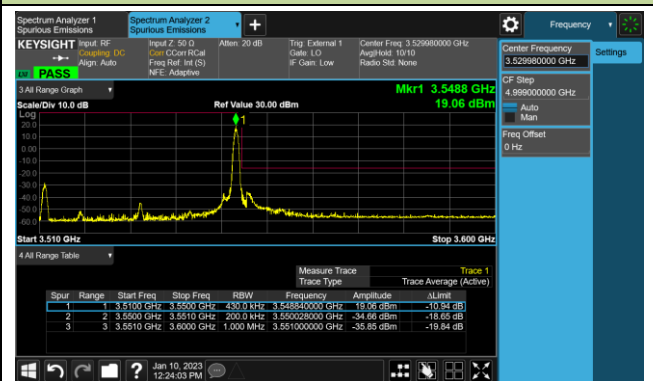 Spectrum Analyzer 1
Spurious Emissions
Spectrum Analyzer 2
Spurious Emissions
Frequency
KEYSIGHT
Input: RF
Coupling: DC
Align: Auto
Input Z: 50 Ω
Corr CCorr RCal
Freq Ref: Int (S)
NFE: Adaptive
Atten: 20 dB
Trig: External 1
Gate: LO
IF Gain: Low
Center Freq: 3.529980000 GHz
Avg|Hold: 10/10
Radio Std: None
PASS
Center Frequency
3.529980000 GHz
Settings
CF Step
4.999000000 GHz
Auto
Man
Freq Offset
0 Hz
3 All Range Graph
Mkr1 3.5488 GHz
19.06 dBm
Scale/Div 10.0 dB
Ref Value 30.00 dBm
Log
20.0
10.0
0.00
-10.0
-20.0
-30.0
-40.0
-50.0
-60.0
1
Start 3.510 GHz
Stop 3.600 GHz
4 All Range Table
Measure Trace Trace 1
Trace Type Trace Average (Active)
Spur Range Start Freq Stop Freq RBW Frequency Amplitude ΔLimit
1 1 3.5100 GHz 3.5500 GHz 430.0 kHz 3.548840000 GHz 19.06 dBm -10.94 dB
2 2 3.5500 GHz 3.5510 GHz 200.0 kHz 3.550028000 GHz -34.66 dBm -18.65 dB
3 3 3.5510 GHz 3.6000 GHz 1.000 MHz 3.551000000 GHz -35.85 dBm -19.84 dB
Jan 10, 2023
12:24:03 PM